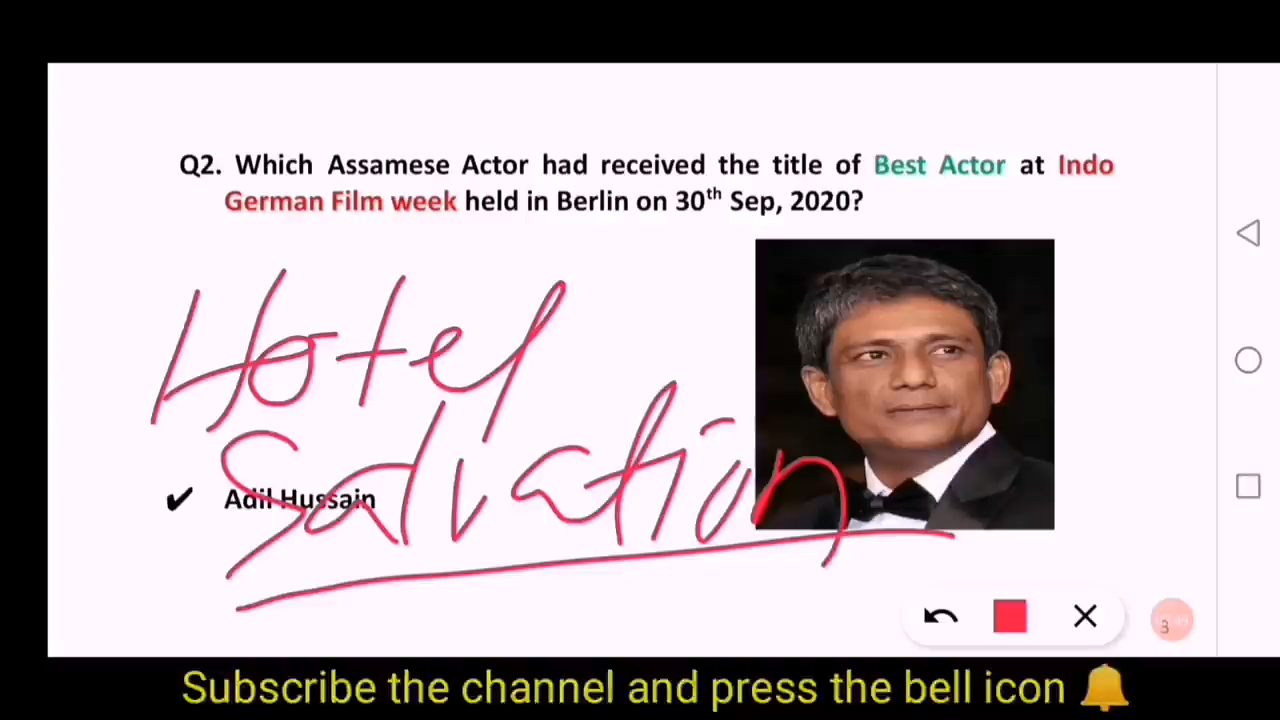 Q2. Which Assamese Actor had received the title of Best Actor at Indo
German Film week held in Berlin on 30th Sep, 2020?
Hotel
Salvation
✔ Adil Hussain
Subscribe the channel and press the bell icon 🔔